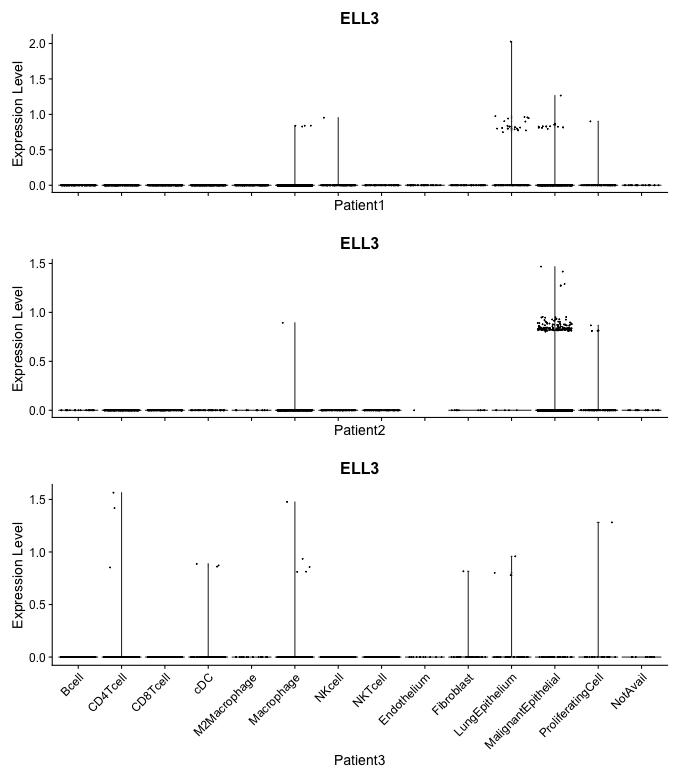 ELL3
Expression Level
2.0
1.5
1.0
0.5
0.0
Patient1
ELL3
Expression Level
1.5
1.0
0.5
0.0
Patient2
ELL3
Expression Level
1.5
1.0
0.5
0.0
Bcell
CD4Tcell
CD8Tcell
cDC
M2Macrophage
Macrophage
NKcell
NKTcell
Endothelium
Fibroblast
LungEpithelium
MalignantEpithelial
ProliferatingCell
NotAvail
Patient3